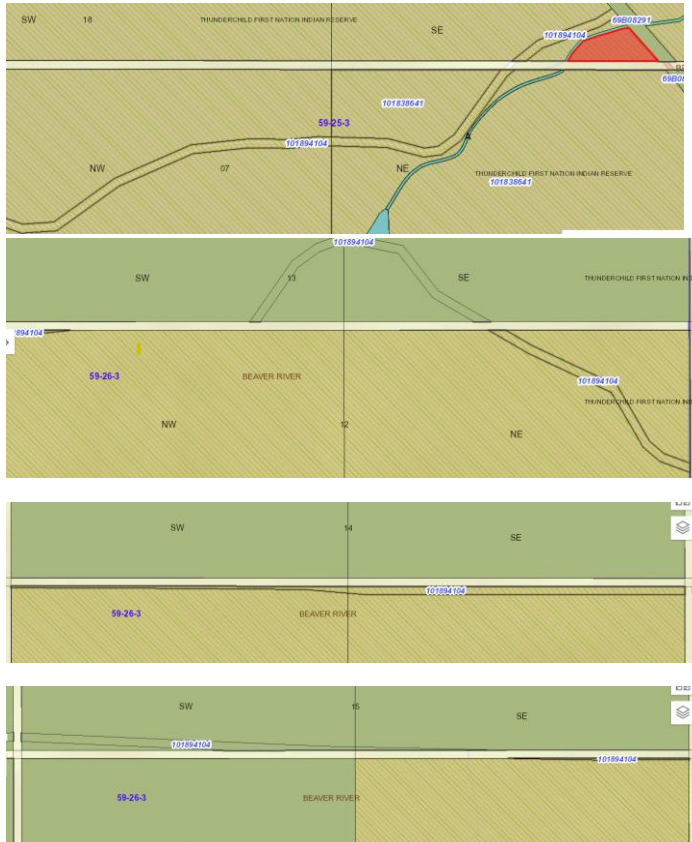 SW 18 THUNDERCHILD FIRST NATION INDIAN RESERVE SE 69B08291
101894104
BE
69B08
101838641
59-25-3
101894104
A
NW 07 NE THUNDERCHILD FIRST NATION INDIAN RESERVE
101838641
101894104
SW 13 SE THUNDERCHILD FIRST NATION IND
894104
59-26-3 BEAVER RIVER 101894104
THUNDERCHILD FIRST NATION IND
NW 12 NE
SW 14 SE
101894104
59-26-3 BEAVER RIVER
SW 15 SE
101894104
101894104
59-26-3 BEAVER RIVER